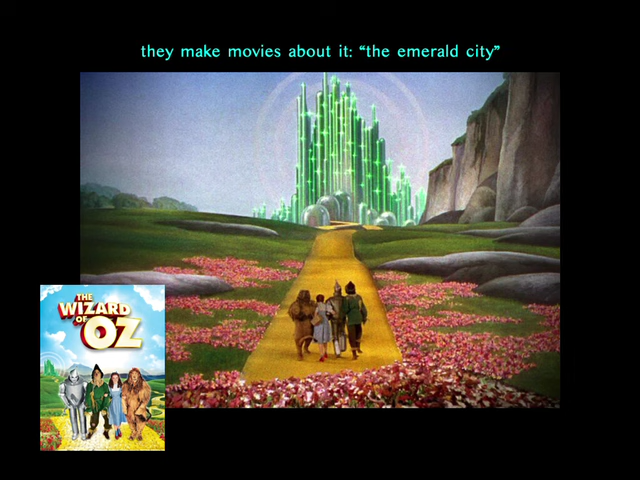 they make movies about it: “the emerald city”
THE
WIZARD
OF
OZ